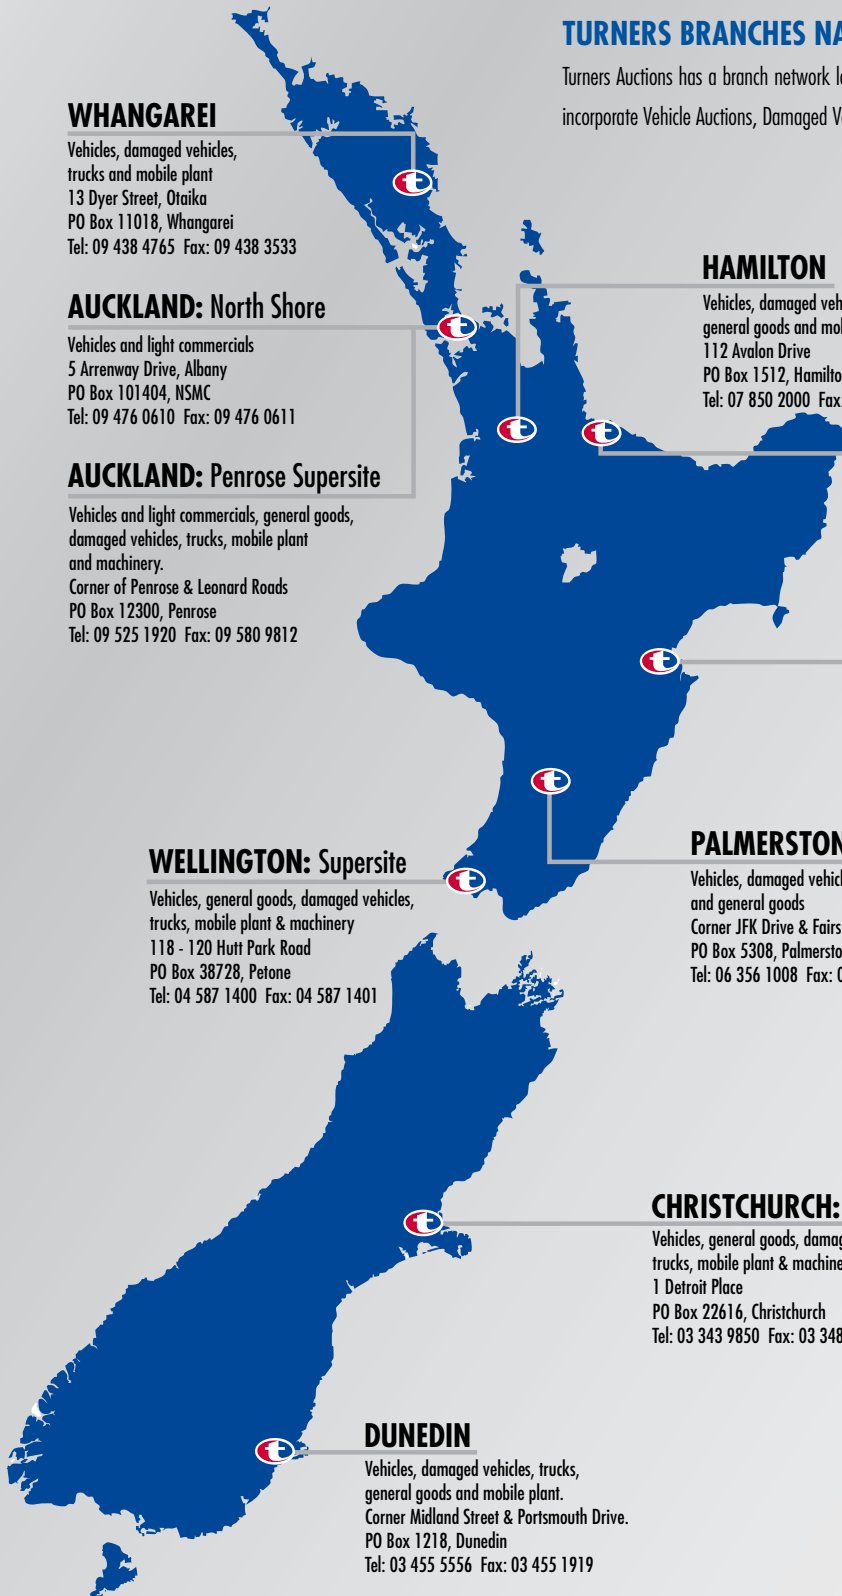 TURNERS BRANCHES
Turners Auctions has a branch network
incorporate Vehicle Auctions, Damaged
WHANGAREI
Vehicles, damaged vehicles,
trucks and mobile plant
13 Dyer Street, Otaika
PO Box 11018, Whangarei
Tel: 09 438 4765 Fax: 09 438 3533
AUCKLAND: North Shore
Vehicles and light commercials
5 Arrenway Drive, Albany
PO Box 101404, NSMC
Tel: 09 476 0610 Fax: 09 476 0611
AUCKLAND: Penrose Supersite
Vehicles and light commercials, general goods,
damaged vehicles, trucks, mobile plant
and machinery.
Corner of Penrose & Leonard Roads
PO Box 12300, Penrose
Tel: 09 525 1920 Fax: 09 580 9812
HAMILTON
Vehicles, damaged
general goods and
112 Avalon Drive
PO Box 1512,
Tel: 07 850 2000 Fax
WELLINGTON: Supersite
Vehicles, general goods, damaged vehicles,
trucks, mobile plant & machinery
118 - 120 Hutt Park Road
PO Box 38728, Petone
Tel: 04 587 1400 Fax: 04 587 1401
PALMERSTON
Vehicles, damaged
and general goods
Corner JFK Drive &
PO Box 5308,
Tel: 06 356 1008 Fax:
CHRISTCHURCH:
Vehicles, general goods,
trucks, mobile plant &
1 Detroit Place
PO Box 22616, Christchurch
Tel: 03 343 9850 Fax: 03 348
DUNEDIN
Vehicles, damaged vehicles, trucks,
general goods and mobile plant.
Corner Midland Street & Portsmouth Drive.
PO Box 1218, Dunedin
Tel: 03 455 5556 Fax: 03 455 1919
t
t
t
t
t
t
t
t
t